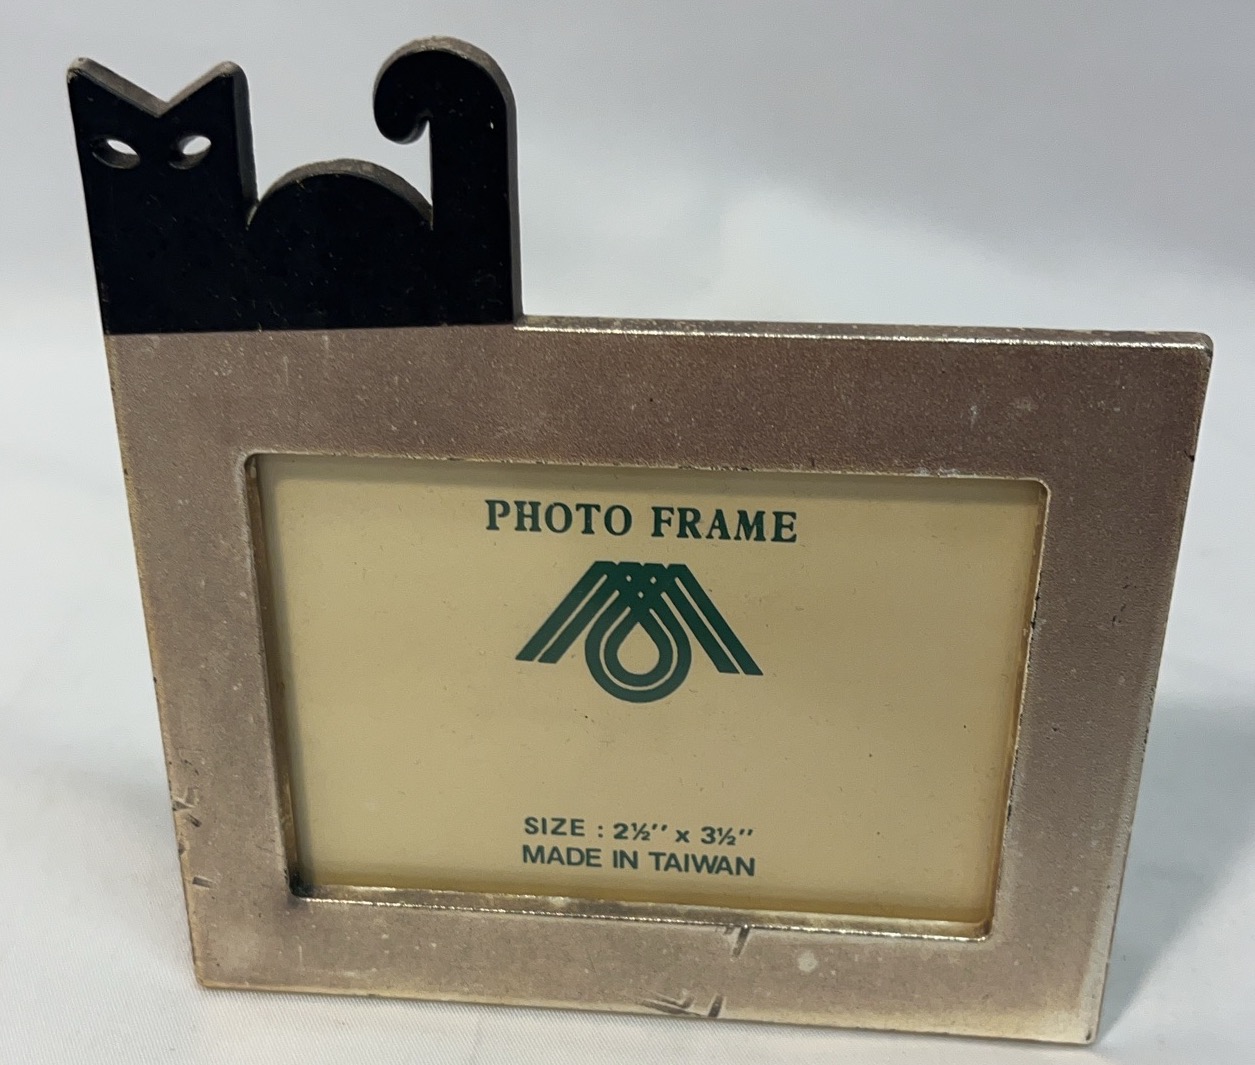 PHOTO FRAME
SIZE : 2½" x 3½"
MADE IN TAIWAN